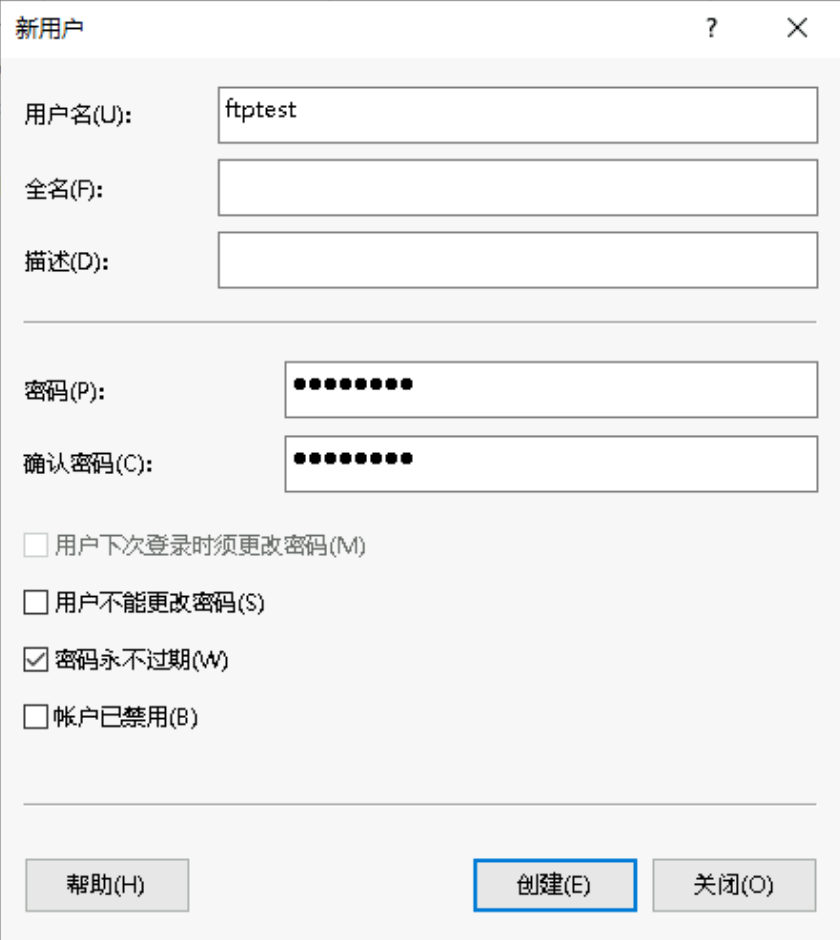 新用户
?
用户名(U):
ftptest
全名(F):
描述(D):
密码(P):
●●●●●●●●
确认密码(C):
●●●●●●●●
用户下次登录时须更改密码(M)
用户不能更改密码(S)
密码永不过期(W)
帐户已禁用(B)
帮助(H) 创建(E) 关闭(O)